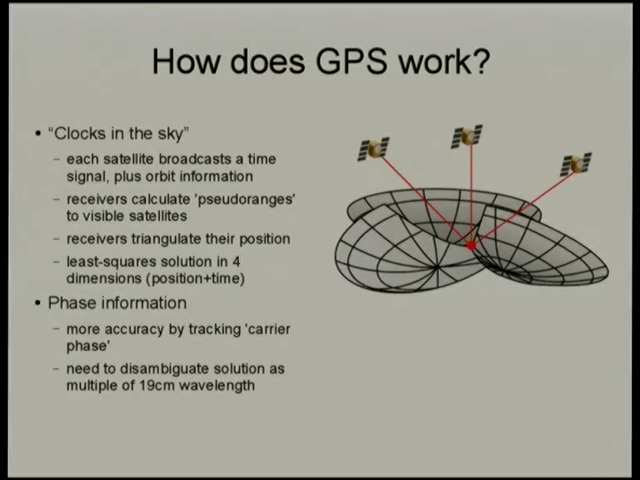 How does GPS work?
• "Clocks in the sky"
– each satellite broadcasts a time
signal, plus orbit information
– receivers calculate 'pseudoranges'
to visible satellites
– receivers triangulate their position
– least-squares solution in 4
dimensions (position+time)
• Phase information
– more accuracy by tracking 'carrier
phase'
– need to disambiguate solution as
multiple of 19cm wavelength